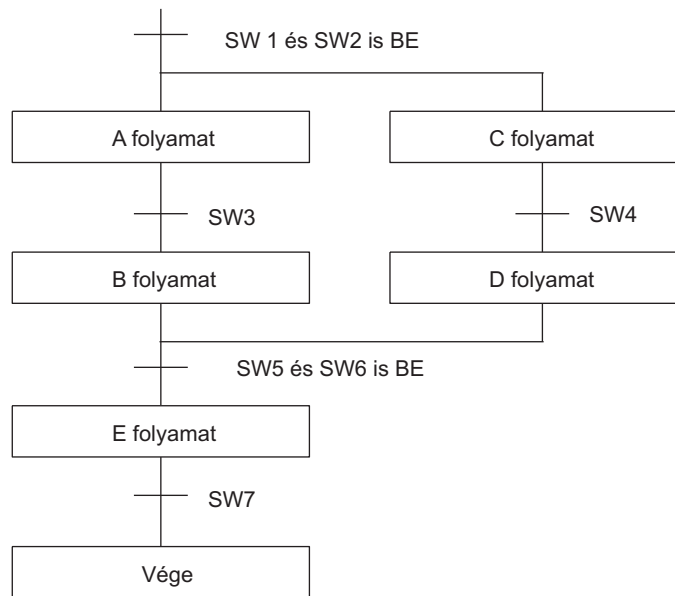 SW 1 és SW2 is BE
A folyamat
C folyamat
SW3
SW4
B folyamat
D folyamat
SW5 és SW6 is BE
E folyamat
SW7
Vége